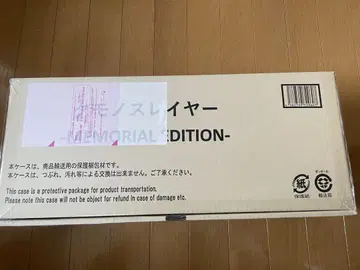 モノスレイヤー
-MEMORIAL EDITION-
本ケースは、商品輸送用の保護梱包材です。
本ケースは、つぶれ、汚れ等による交換は出来ません。ご了承ください。
This case is a protective package for product transportation.
Please note this case will not be object for refund in case of damage etc.
紙